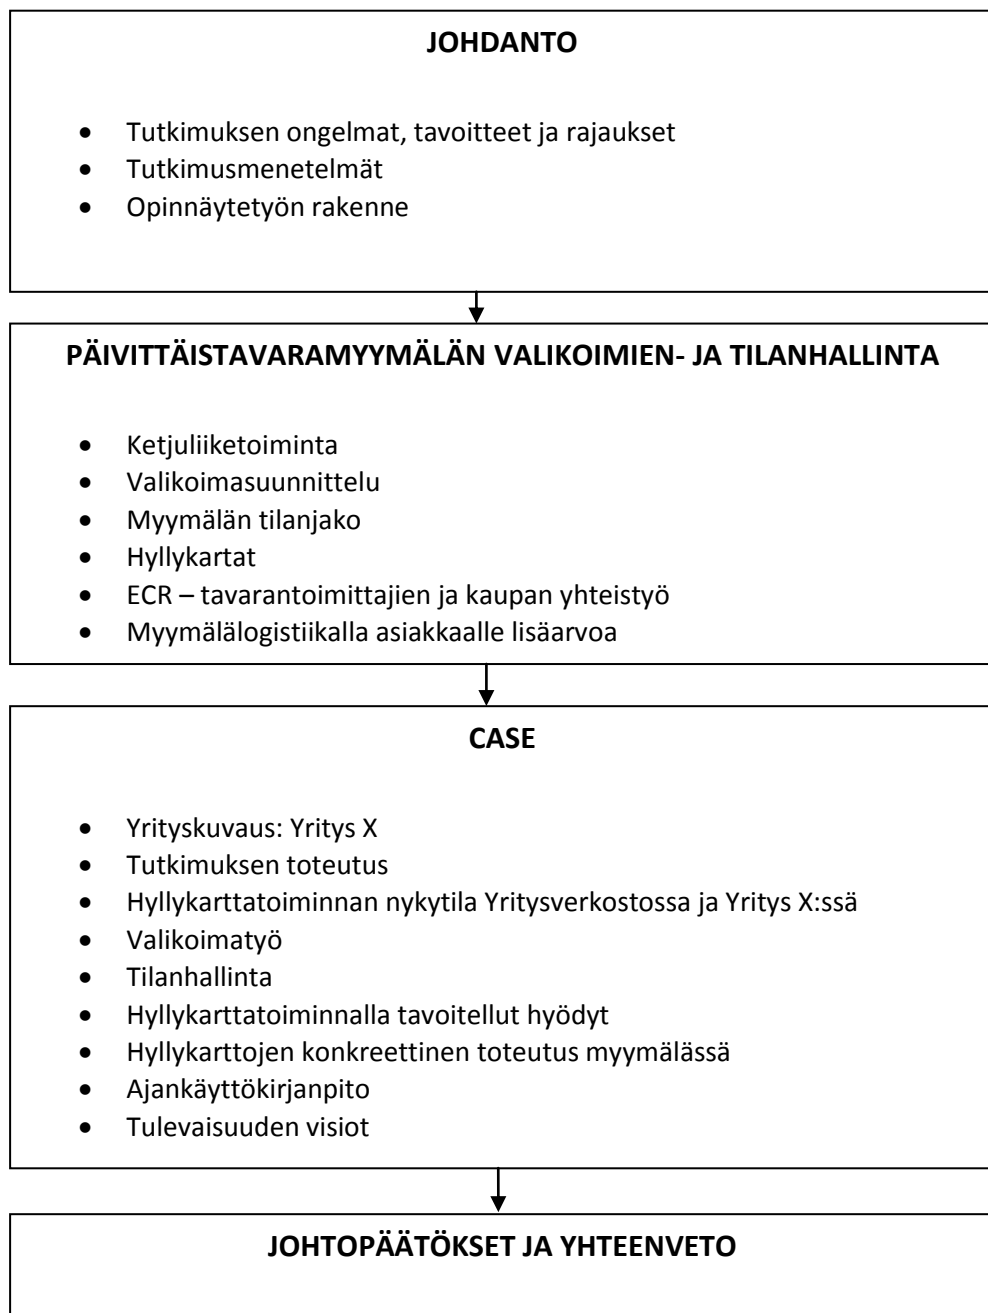 JOHDANTO
• Tutkimuksen ongelmat, tavoitteet ja rajaukset
• Tutkimusmenetelmät
• Opinnäytetyön rakenne
PÄIVITTÄISTAVARAMYYMÄLÄN VALIKOIMIEN- JA TILANHALLINTA
• Ketjuliiketoiminta
• Valikoimasuunnittelu
• Myymälän tilanjako
• Hyllykartat
• ECR – tavarantoimittajien ja kaupan yhteistyö
• Myymälälogistiikalla asiakkaalle lisäarvoa
CASE
• Yrityskuvaus: Yritys X
• Tutkimuksen toteutus
• Hyllykarttatoiminnan nykytila Yritysverkostossa ja Yritys X:ssä
• Valikoimatyö
• Tilanhallinta
• Hyllykarttatoiminnalla tavoitellut hyödyt
• Hyllykarttojen konkreettinen toteutus myymälässä
• Ajankäyttökirjanpito
• Tulevaisuuden visiot
JOHTOPÄÄTÖKSET JA YHTEENVETO